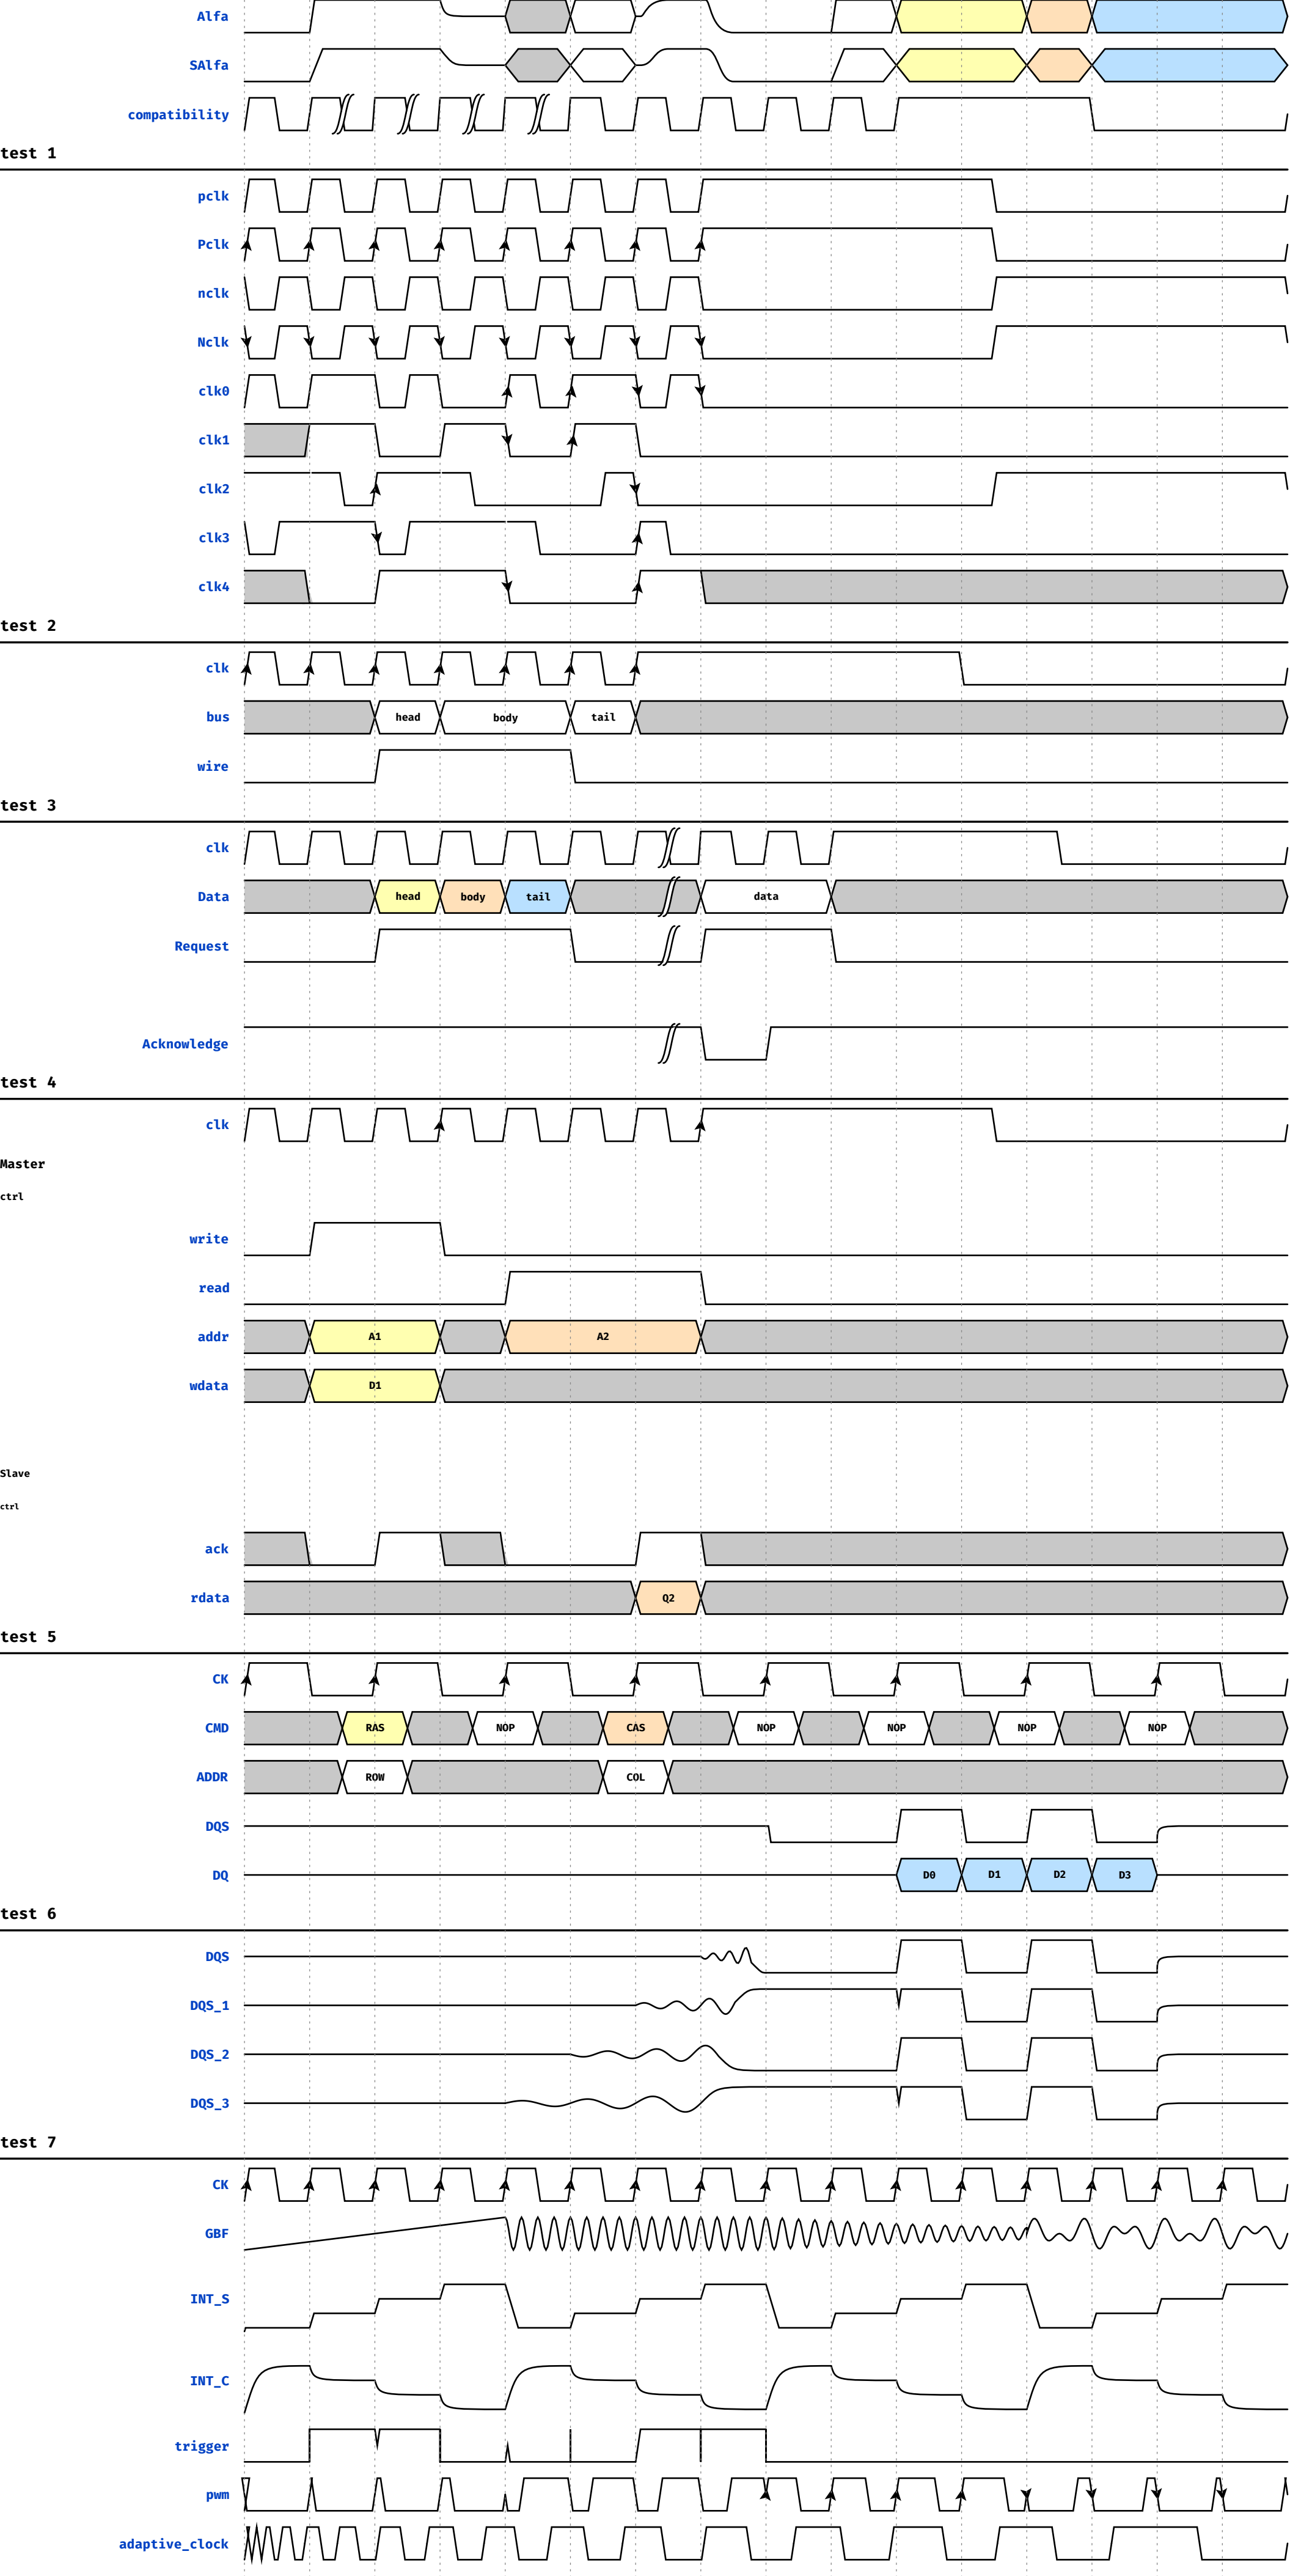 Alfa
SAlfa
compatibility
test 1
pclk
Pclk
nclk
Nclk
clk0
clk1
clk2
clk3
clk4
test 2
clk
bus head body tail
wire
test 3
clk
Data head body tail data
Request
Acknowledge
test 4
clk
Master
ctrl
write
read
addr A1 A2
wdata D1
Slave
ctrl
ack
rdata Q2
test 5
CK
CMD RAS NOP CAS NOP NOP NOP NOP
ADDR ROW COL
DQS
DQ D0 D1 D2 D3
test 6
DQS
DQS_1
DQS_2
DQS_3
test 7
CK
GBF
INT_S
INT_C
trigger
pwm
adaptive_clock